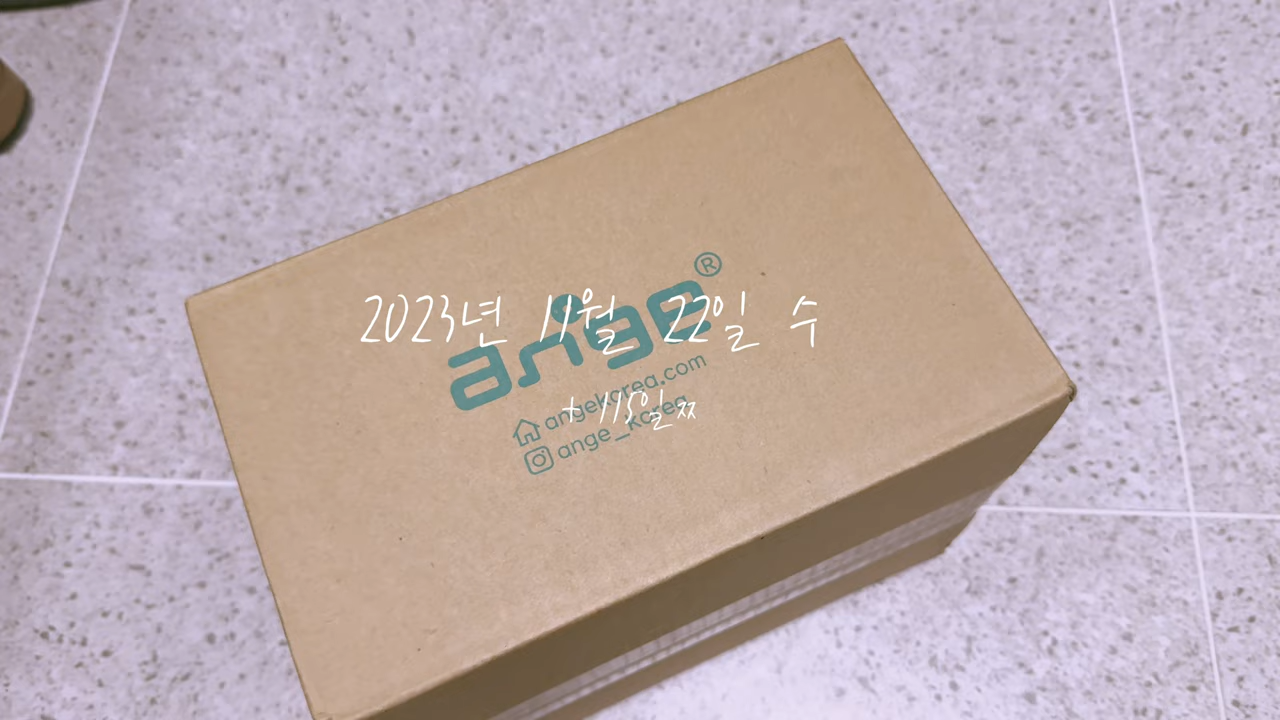 2023년 11월 22일 수
+ 115일 ㅉ
ange®
angekorea.com
ange_korea